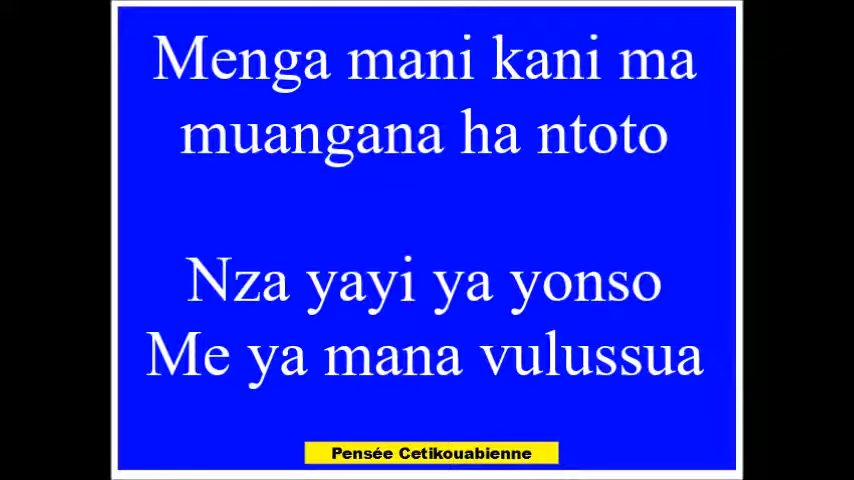 Menga mani kani ma
muangana ha ntoto
Nza yayi ya yonso
Me ya mana vulussua
Pensée Cetikouabienne